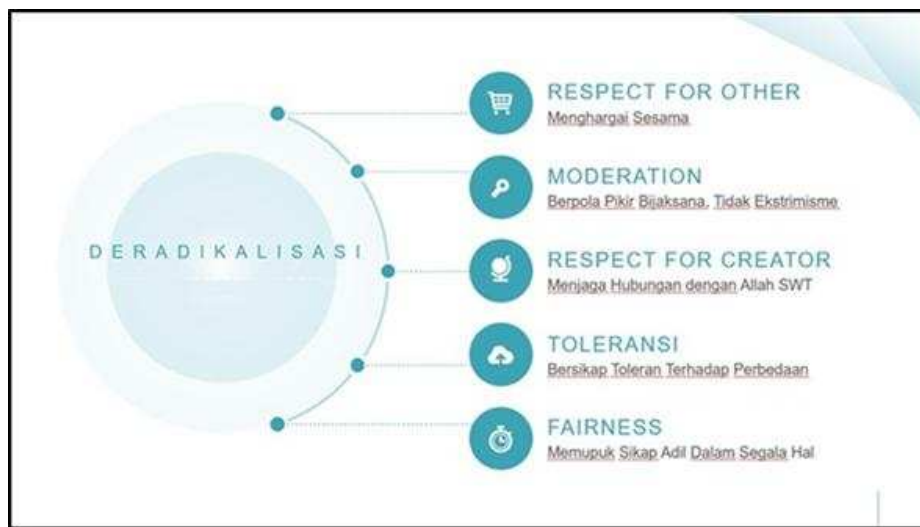 DERADIKALISASI
RESPECT FOR OTHER
Menghargai Sesama
MODERATION
Berpola Pikir Bijaksana, Tidak Ekstrimisme
RESPECT FOR CREATOR
Menjaga Hubungan dengan Allah SWT
TOLERANSI
Bersikap Toleran Terhadap Perbedaan
FAIRNESS
Memupuk Sikap Adil Dalam Segala Hal